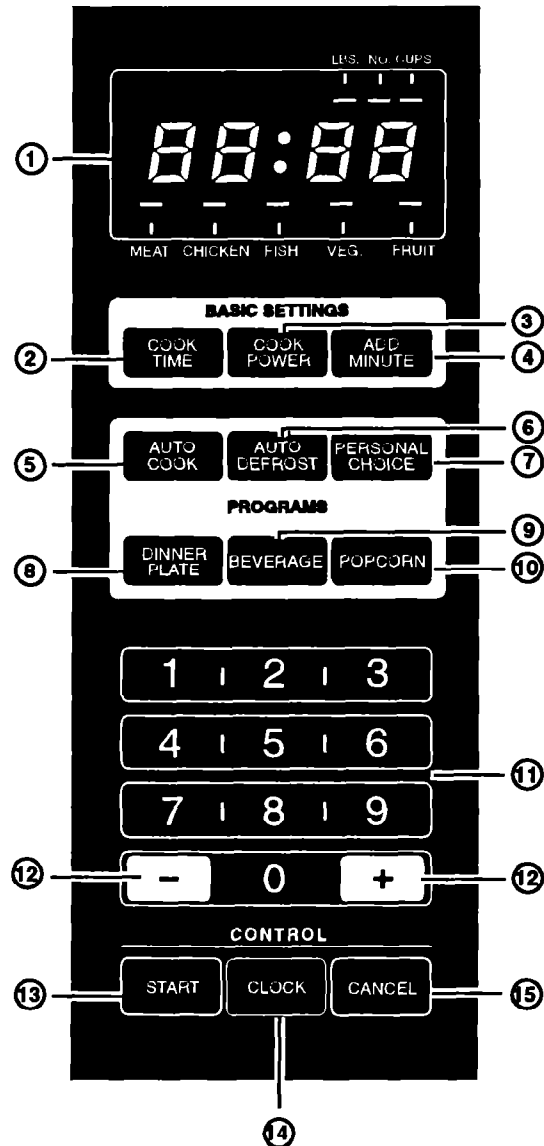 LBS. NO. CUPS
① 88:88
MEAT CHICKEN FISH VEG. FRUIT
BASIC SETTINGS
③
② COOK TIME COOK POWER ADD MINUTE ④
⑥
⑤ AUTO COOK AUTO DEFROST PERSONAL CHOICE ⑦
PROGRAMS
⑨
⑧ DINNER PLATE BEVERAGE POPCORN ⑩
1 2 3
4 5 6
⑪
7 8 9
⑫ − 0 + ⑫
CONTROL
⑬ START CLOCK CANCEL ⑮
⑭